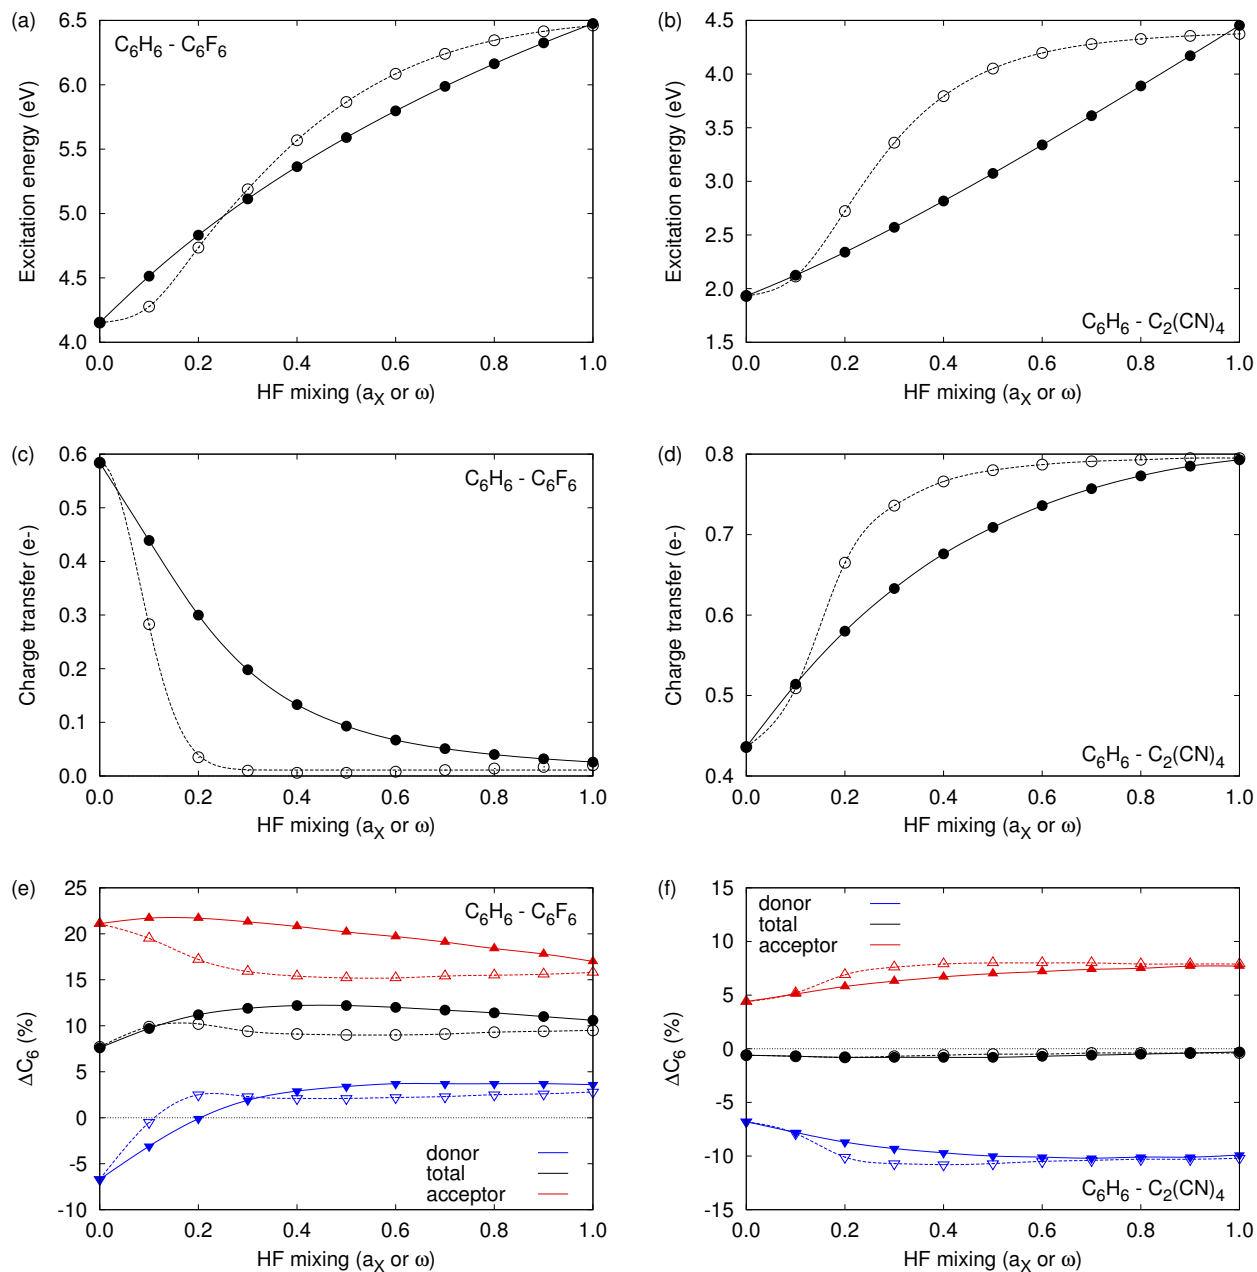 (a)
6.5
6.0
5.5
5.0
4.5
4.0
Excitation energy (eV)
C6H6 - C6F6
0.0 0.2 0.4 0.6 0.8 1.0
HF mixing (aX or ω)
(b)
4.5
4.0
3.5
3.0
2.5
2.0
1.5
Excitation energy (eV)
C6H6 - C2(CN)4
0.0 0.2 0.4 0.6 0.8 1.0
HF mixing (aX or ω)
(c)
0.6
0.5
0.4
0.3
0.2
0.1
0.0
Charge transfer (e-)
C6H6 - C6F6
0.0 0.2 0.4 0.6 0.8 1.0
HF mixing (aX or ω)
(d)
0.8
0.7
0.6
0.5
0.4
Charge transfer (e-)
C6H6 - C2(CN)4
0.0 0.2 0.4 0.6 0.8 1.0
HF mixing (aX or ω)
(e)
25
20
15
10
5
0
-5
-10
ΔC6 (%)
C6H6 - C6F6
donor
total
acceptor
0.0 0.2 0.4 0.6 0.8 1.0
HF mixing (aX or ω)
(f)
15
10
5
0
-5
-10
-15
ΔC6 (%)
donor
total
acceptor
C6H6 - C2(CN)4
0.0 0.2 0.4 0.6 0.8 1.0
HF mixing (aX or ω)